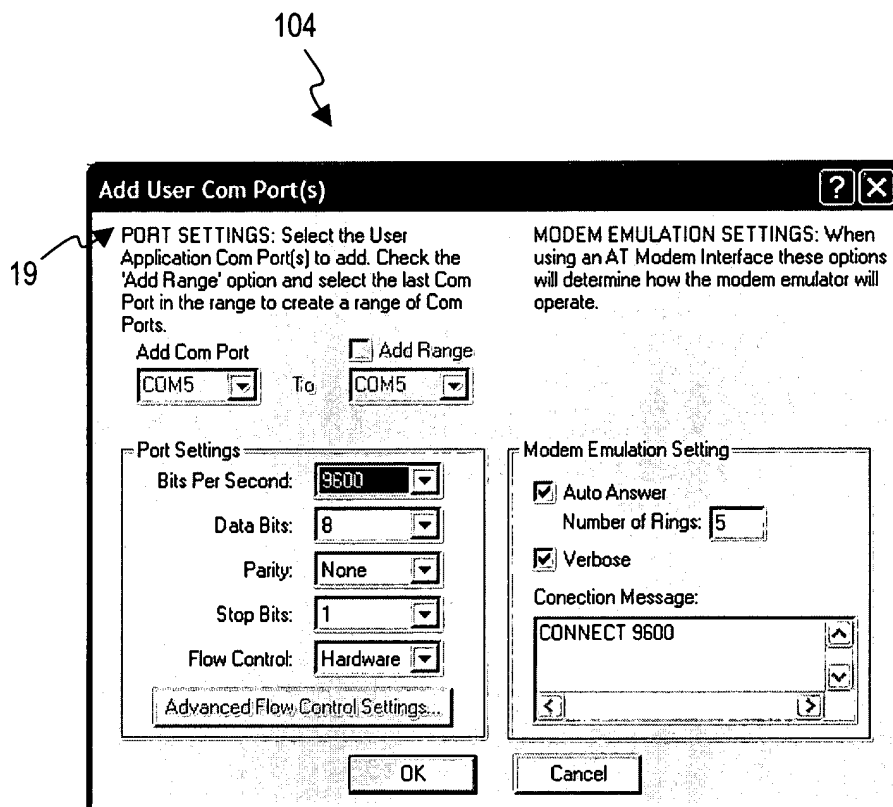 104
Add User Com Port(s)
19
PORT SETTINGS: Select the User
Application Com Port(s) to add. Check the
'Add Range' option and select the last Com
Port in the range to create a range of Com
Ports.
MODEM EMULATION SETTINGS: When
using an AT Modem Interface these options
will determine how the modem emulator will
operate.
Add Com Port
Add Range
COM5
To
COM5
Port Settings
Bits Per Second: 9600
Data Bits: 8
Parity: None
Stop Bits: 1
Flow Control: Hardware
Advanced Flow Control Settings...
Modem Emulation Setting
Auto Answer
Number of Rings: 5
Verbose
Conection Message:
CONNECT 9600
OK
Cancel